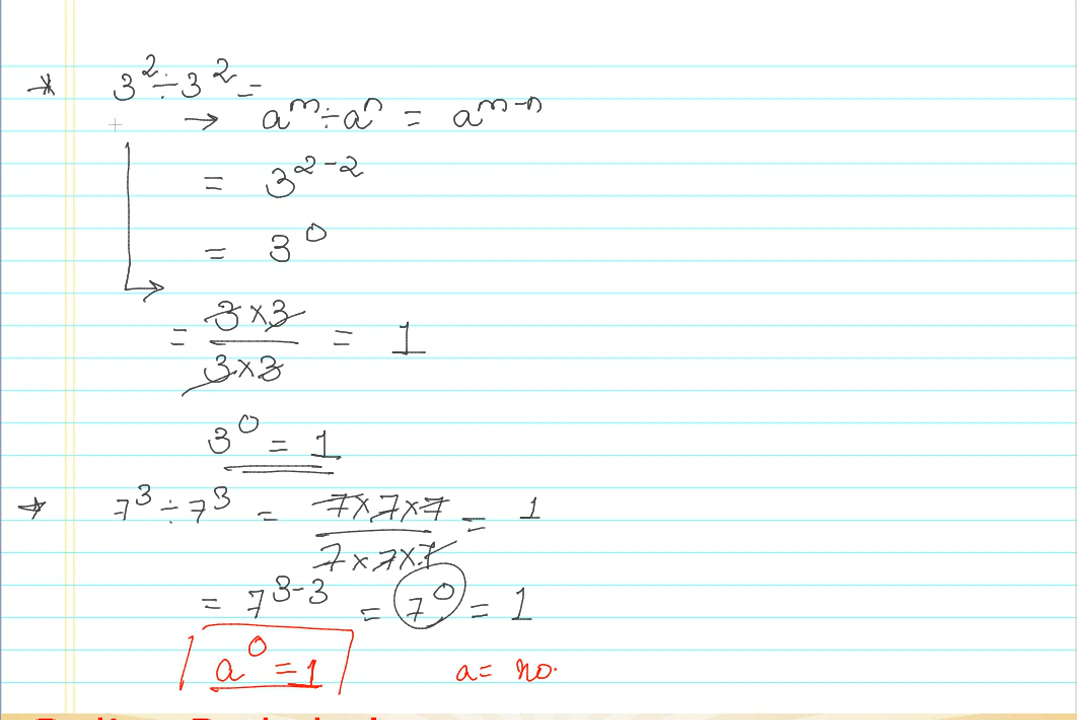 * 3² ÷ 3² =
→ aᵐ ÷ aⁿ = aᵐ⁻ⁿ
= 3²⁻²
= 3⁰
= 3×3/3×3 = 1
3⁰ = 1
* 7³ ÷ 7³ = 7×7×7/7×7×7 = 1
= 7³⁻³ = 7⁰ = 1
a⁰ = 1 a = no.